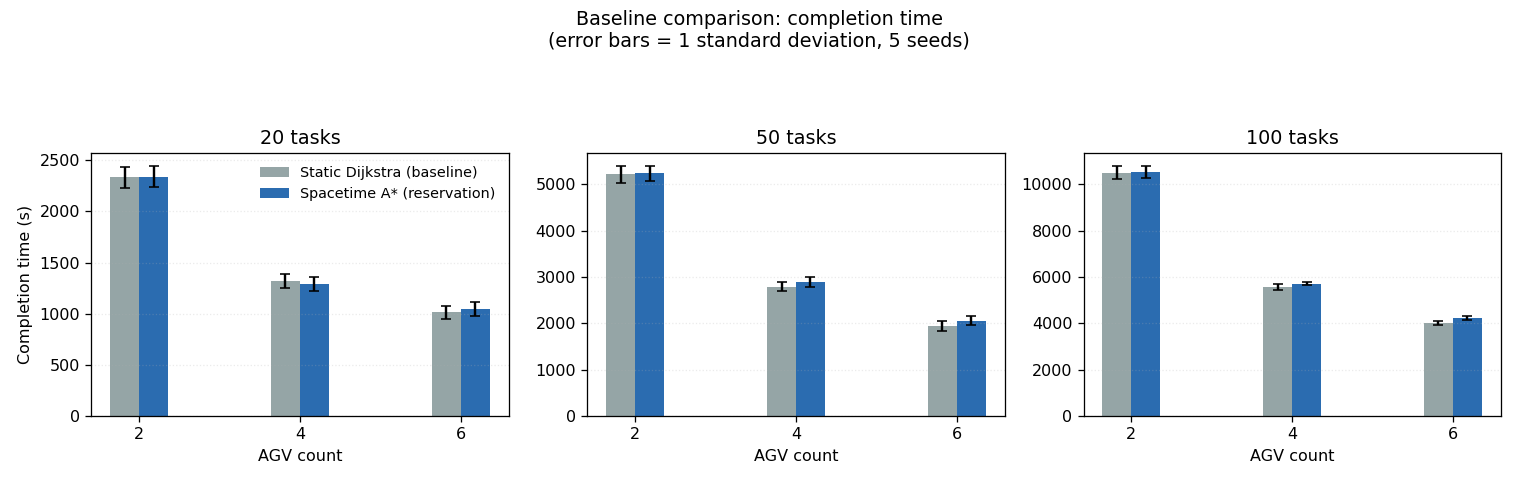 Baseline comparison: completion time
(error bars = 1 standard deviation, 5 seeds)
20 tasks
Completion time (s)
2500
2000
1500
1000
500
0
Static Dijkstra (baseline)
Spacetime A* (reservation)
2
4
6
AGV count
50 tasks
5000
4000
3000
2000
1000
0
2
4
6
AGV count
100 tasks
10000
8000
6000
4000
2000
0
2
4
6
AGV count